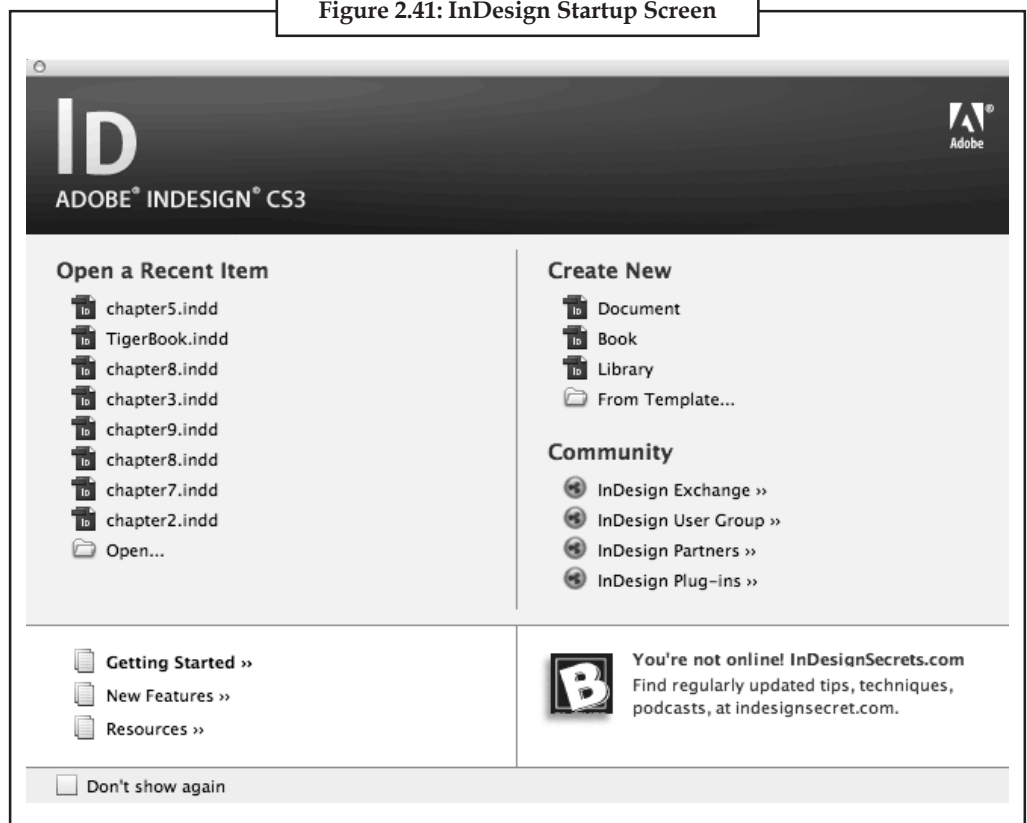 Figure 2.41: InDesign Startup Screen
ID
ADOBE® INDESIGN® CS3
Adobe®
Open a Recent Item
chapter5.indd
TigerBook.indd
chapter8.indd
chapter3.indd
chapter9.indd
chapter8.indd
chapter7.indd
chapter2.indd
Open...
Create New
Document
Book
Library
From Template...
Community
InDesign Exchange ››
InDesign User Group ››
InDesign Partners ››
InDesign Plug-ins ››
Getting Started ››
New Features ››
Resources ››
B
You're not online! InDesignSecrets.com
Find regularly updated tips, techniques,
podcasts, at indesignsecret.com.
Don't show again